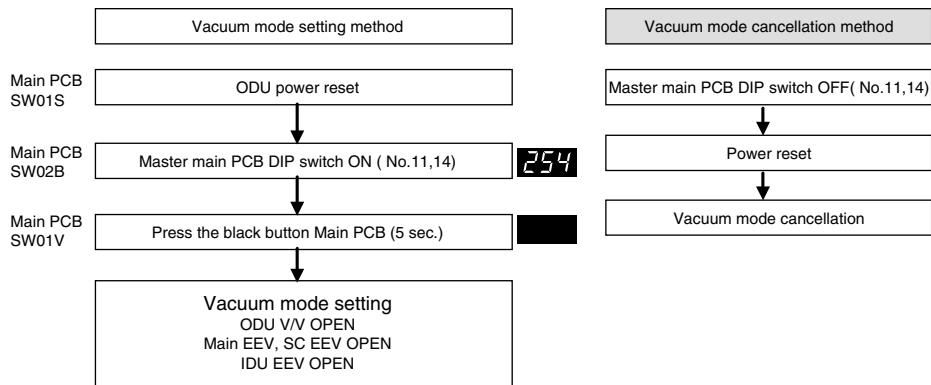 Vacuum mode setting method
Main PCB
SW01S
ODU power reset
Main PCB
SW02B
Master main PCB DIP switch ON ( No.11,14)
254
Main PCB
SW01V
Press the black button Main PCB (5 sec.)
Vacuum mode setting
ODU V/V OPEN
Main EEV, SC EEV OPEN
IDU EEV OPEN
Vacuum mode cancellation method
Master main PCB DIP switch OFF( No.11,14)
Power reset
Vacuum mode cancellation